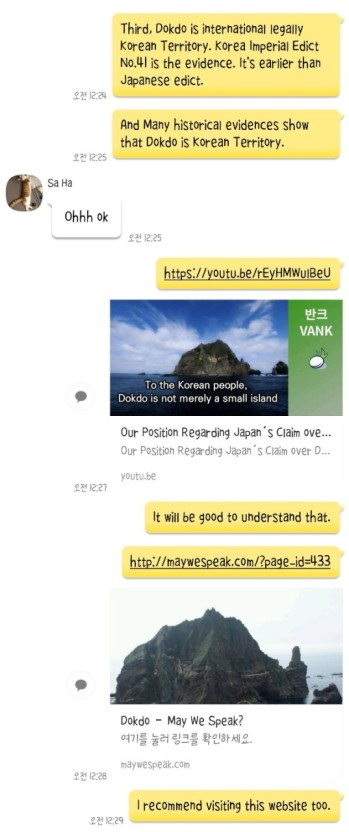 Third, Dokdo is international legally
Korean Territory. Korea Imperial Edict
No.41 is the evidence. It's earlier than
Japanese edict.
오전 12:24
And Many historical evidences show
that Dokdo is Korean Territory.
오전 12:25
Sa Ha
Ohhh ok
오전 12:25
https://youtu.be/rEyHMWuIBeU
반크
VANK
To the Korean people,
Dokdo is not merely a small island
Our Position Regarding Japan´s Claim ove...
Our Position Regarding Japan´s Claim over D...
youtu.be
오전 12:27
It will be good to understand that.
http://maywespeak.com/?page_id=433
Dokdo - May We Speak?
여기를 눌러 링크를 확인하세요.
maywespeak.com
오전 12:28
I recommend visiting this website too.
오전 12:29